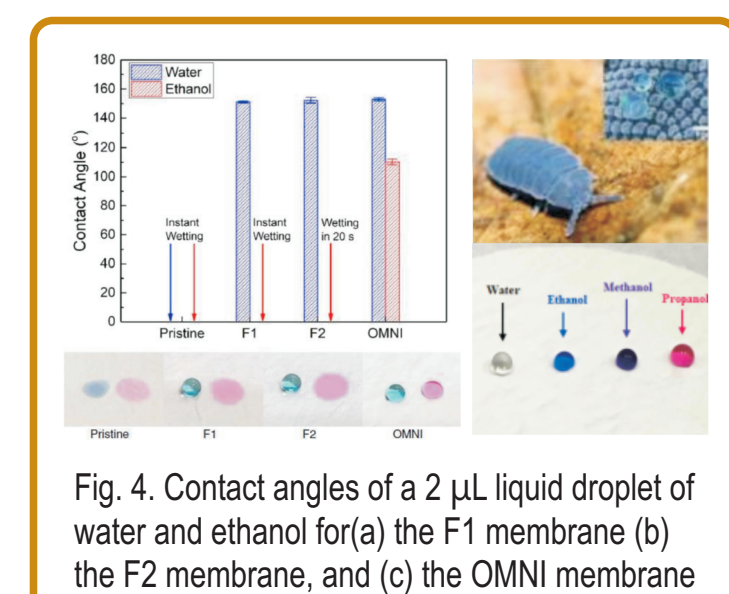 180
160
140
120
100
80
60
40
20
0
Contact Angle (°)
Water
Ethanol
Instant
Wetting
Instant
Wetting
Wetting
in 20 s
Pristine
F1
F2
OMNI
Pristine
F1
F2
OMNI
Water
Ethanol
Methanol
Propanol
Fig. 4. Contact angles of a 2 μL liquid droplet of
water and ethanol for(a) the F1 membrane (b)
the F2 membrane, and (c) the OMNI membrane